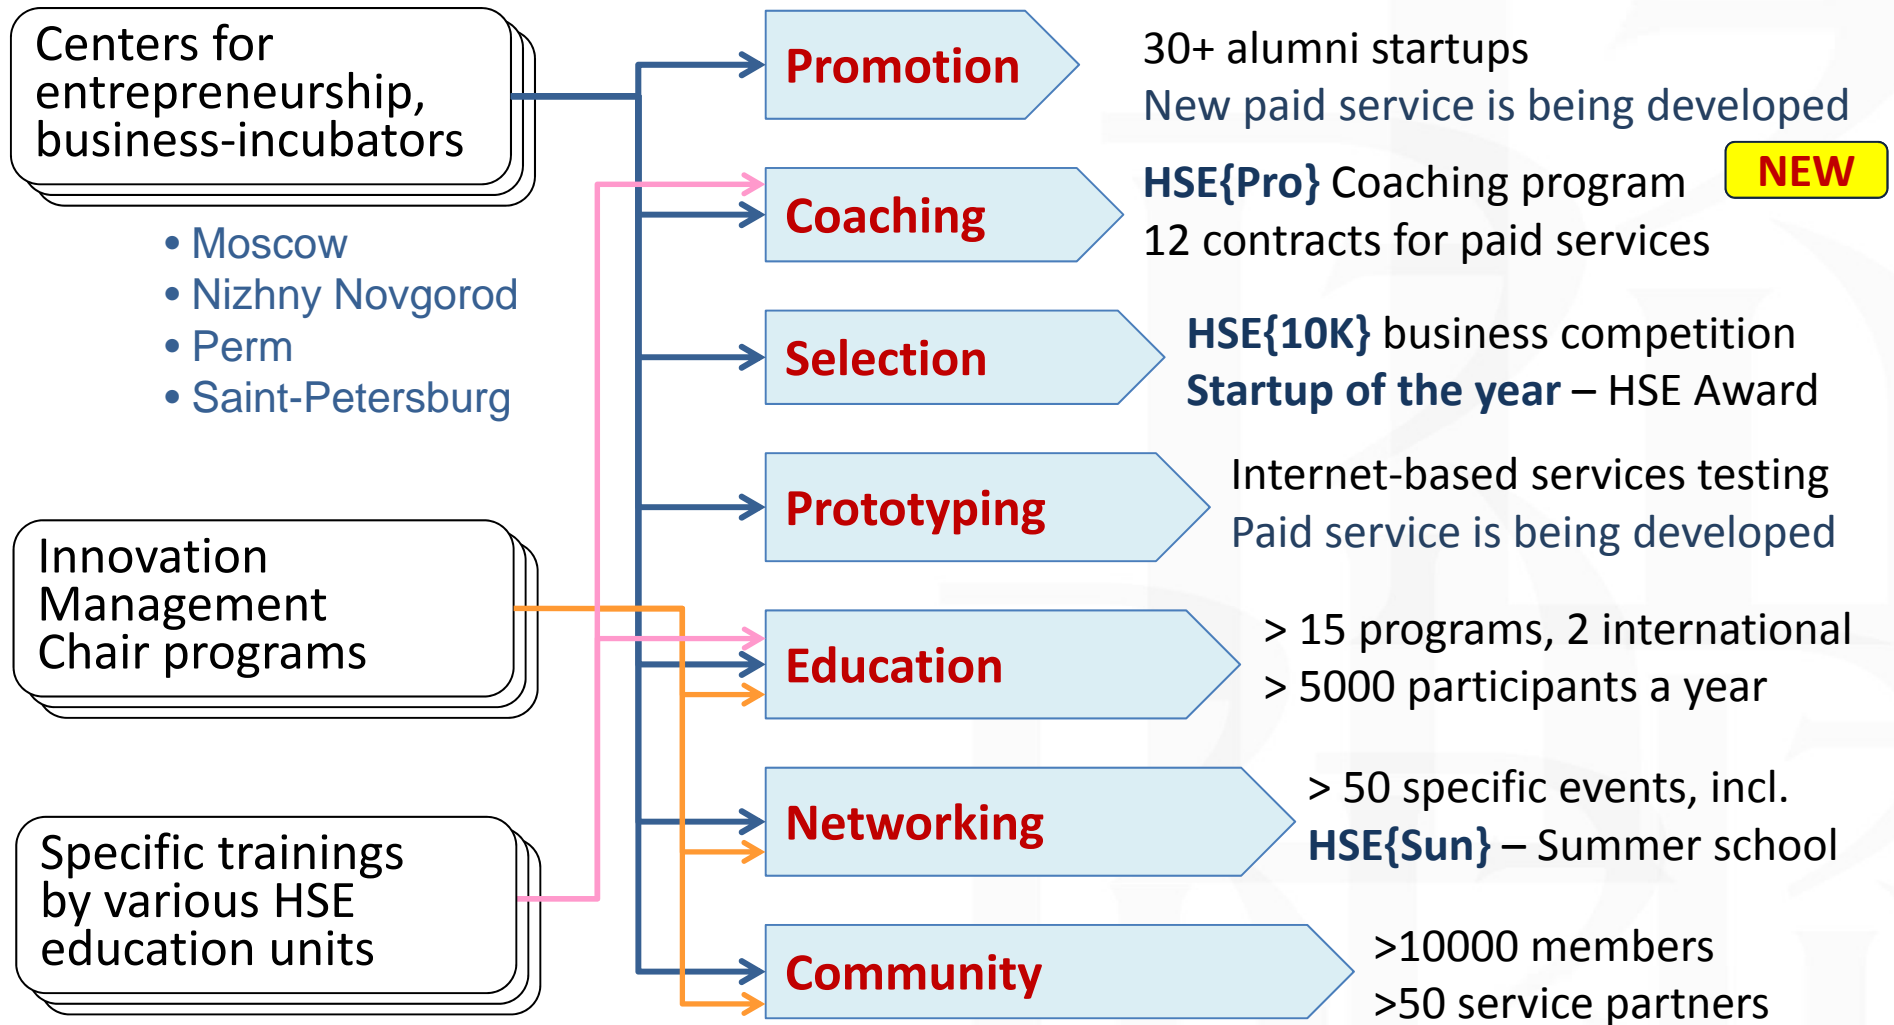 Centers for
entrepreneurship,
business-incubators
• Moscow
• Nizhny Novgorod
• Perm
• Saint-Petersburg
Innovation
Management
Chair programs
Specific trainings
by various HSE
education units
Promotion
30+ alumni startups
New paid service is being developed
Coaching
HSE{Pro} Coaching program
NEW
12 contracts for paid services
Selection
HSE{10K} business competition
Startup of the year – HSE Award
Prototyping
Internet-based services testing
Paid service is being developed
Education
> 15 programs, 2 international
> 5000 participants a year
Networking
> 50 specific events, incl.
HSE{Sun} – Summer school
Community
>10000 members
>50 service partners